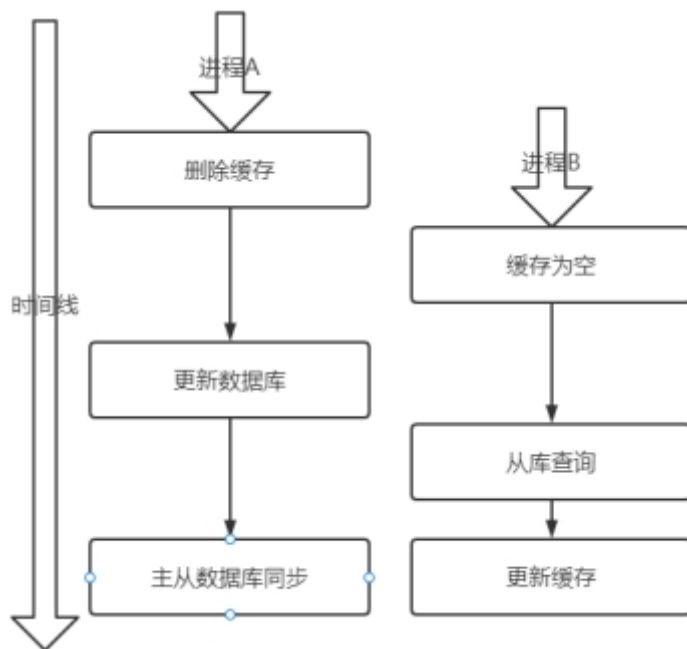 进程A
删除缓存
进程B
缓存为空
时间线
更新数据库
从库查询
主从数据库同步
更新缓存